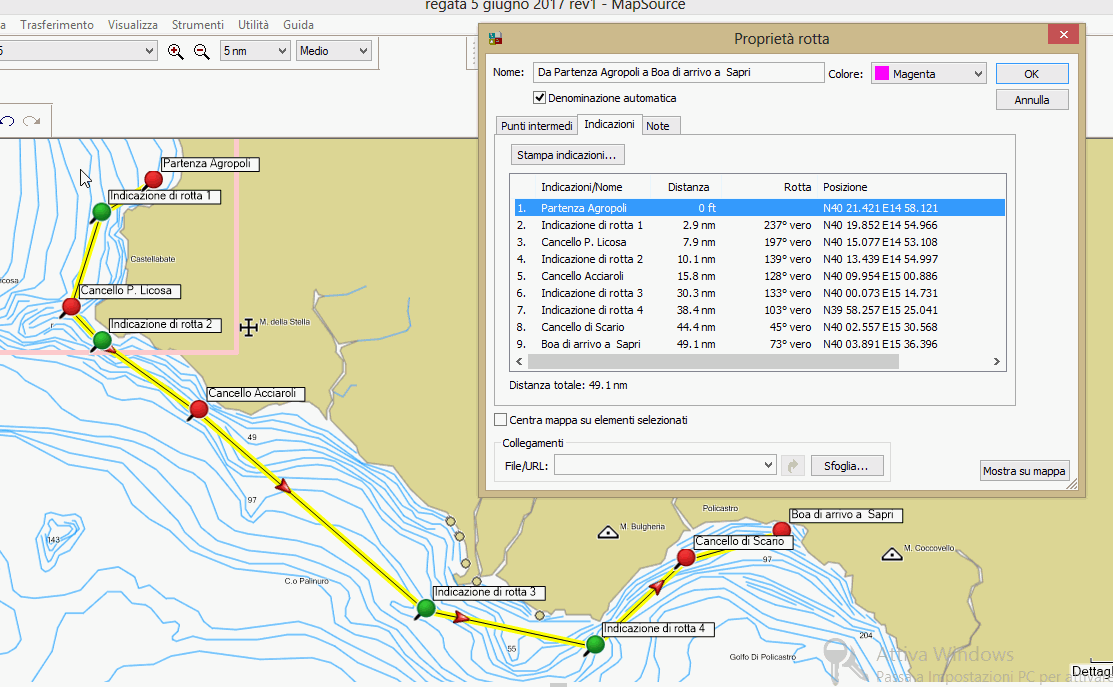 regata 5 giugno 2017 rev1 - MapSource
a Trasferimento Visualizza Strumenti Utilità Guida
5 5 nm Medio
Proprietà rotta
Nome: Da Partenza Agropoli a Boa di arrivo a Sapri Colore: Magenta OK
Denominazione automatica Annulla
Punti intermedi Indicazioni Note
Stampa indicazioni...
Indicazioni/Nome Distanza Rotta Posizione
1. Partenza Agropoli 0 ft N40 21.421 E14 58.121
2. Indicazione di rotta 1 2.9 nm 237° vero N40 19.852 E14 54.966
3. Cancello P. Licosa 7.9 nm 197° vero N40 15.077 E14 53.108
4. Indicazione di rotta 2 10.1 nm 139° vero N40 13.439 E14 54.997
5. Cancello Acciaroli 15.8 nm 128° vero N40 09.954 E15 00.886
6. Indicazione di rotta 3 30.3 nm 133° vero N40 00.073 E15 14.731
7. Indicazione di rotta 4 38.4 nm 103° vero N39 58.257 E15 25.041
8. Cancello di Scario 44.4 nm 45° vero N40 02.557 E15 30.568
9. Boa di arrivo a Sapri 49.1 nm 73° vero N40 03.891 E15 36.396
Distanza totale: 49.1 nm
Centra mappa su elementi selezionati
Collegamenti
File/URL: Sfoglia... Mostra su mappa
Partenza Agropoli
Indicazione di rotta 1
Castellabate
icosa
Cancello P. Licosa
Indicazione di rotta 2
M. della Stella
Cancello Acciaroli
49
97
143
C.o Palinuro
Policastro
Boa di arrivo a Sapri
M. Bulgheria
Cancello di Scario
M. Coccovello
97
Indicazione di rotta 3
Indicazione di rotta 4
204
55
Golfo Di Policastro
Attiva Windows
Passa a Impostazioni PC per attivare
Dettagl